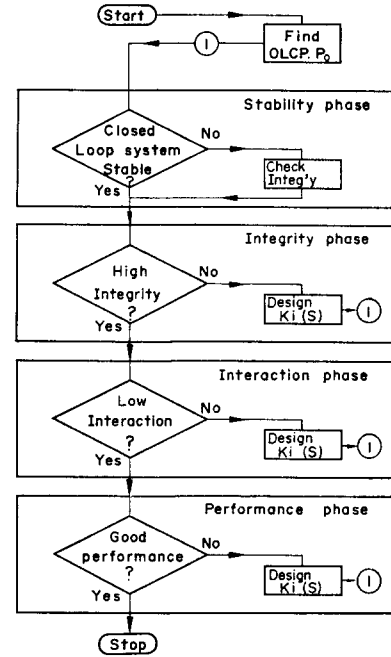 Start
Find
OLCP. Po
I
Stability phase
Closed
Loop system
Stable
?
No
Check
Integ'y
Yes
Integrity phase
High
Integrity
?
No
Design
Ki (S)
I
Yes
Interaction phase
Low
Interaction
?
No
Design
Ki (S)
I
Yes
Performance phase
Good
performance
?
No
Design
Ki (S)
I
Yes
Stop